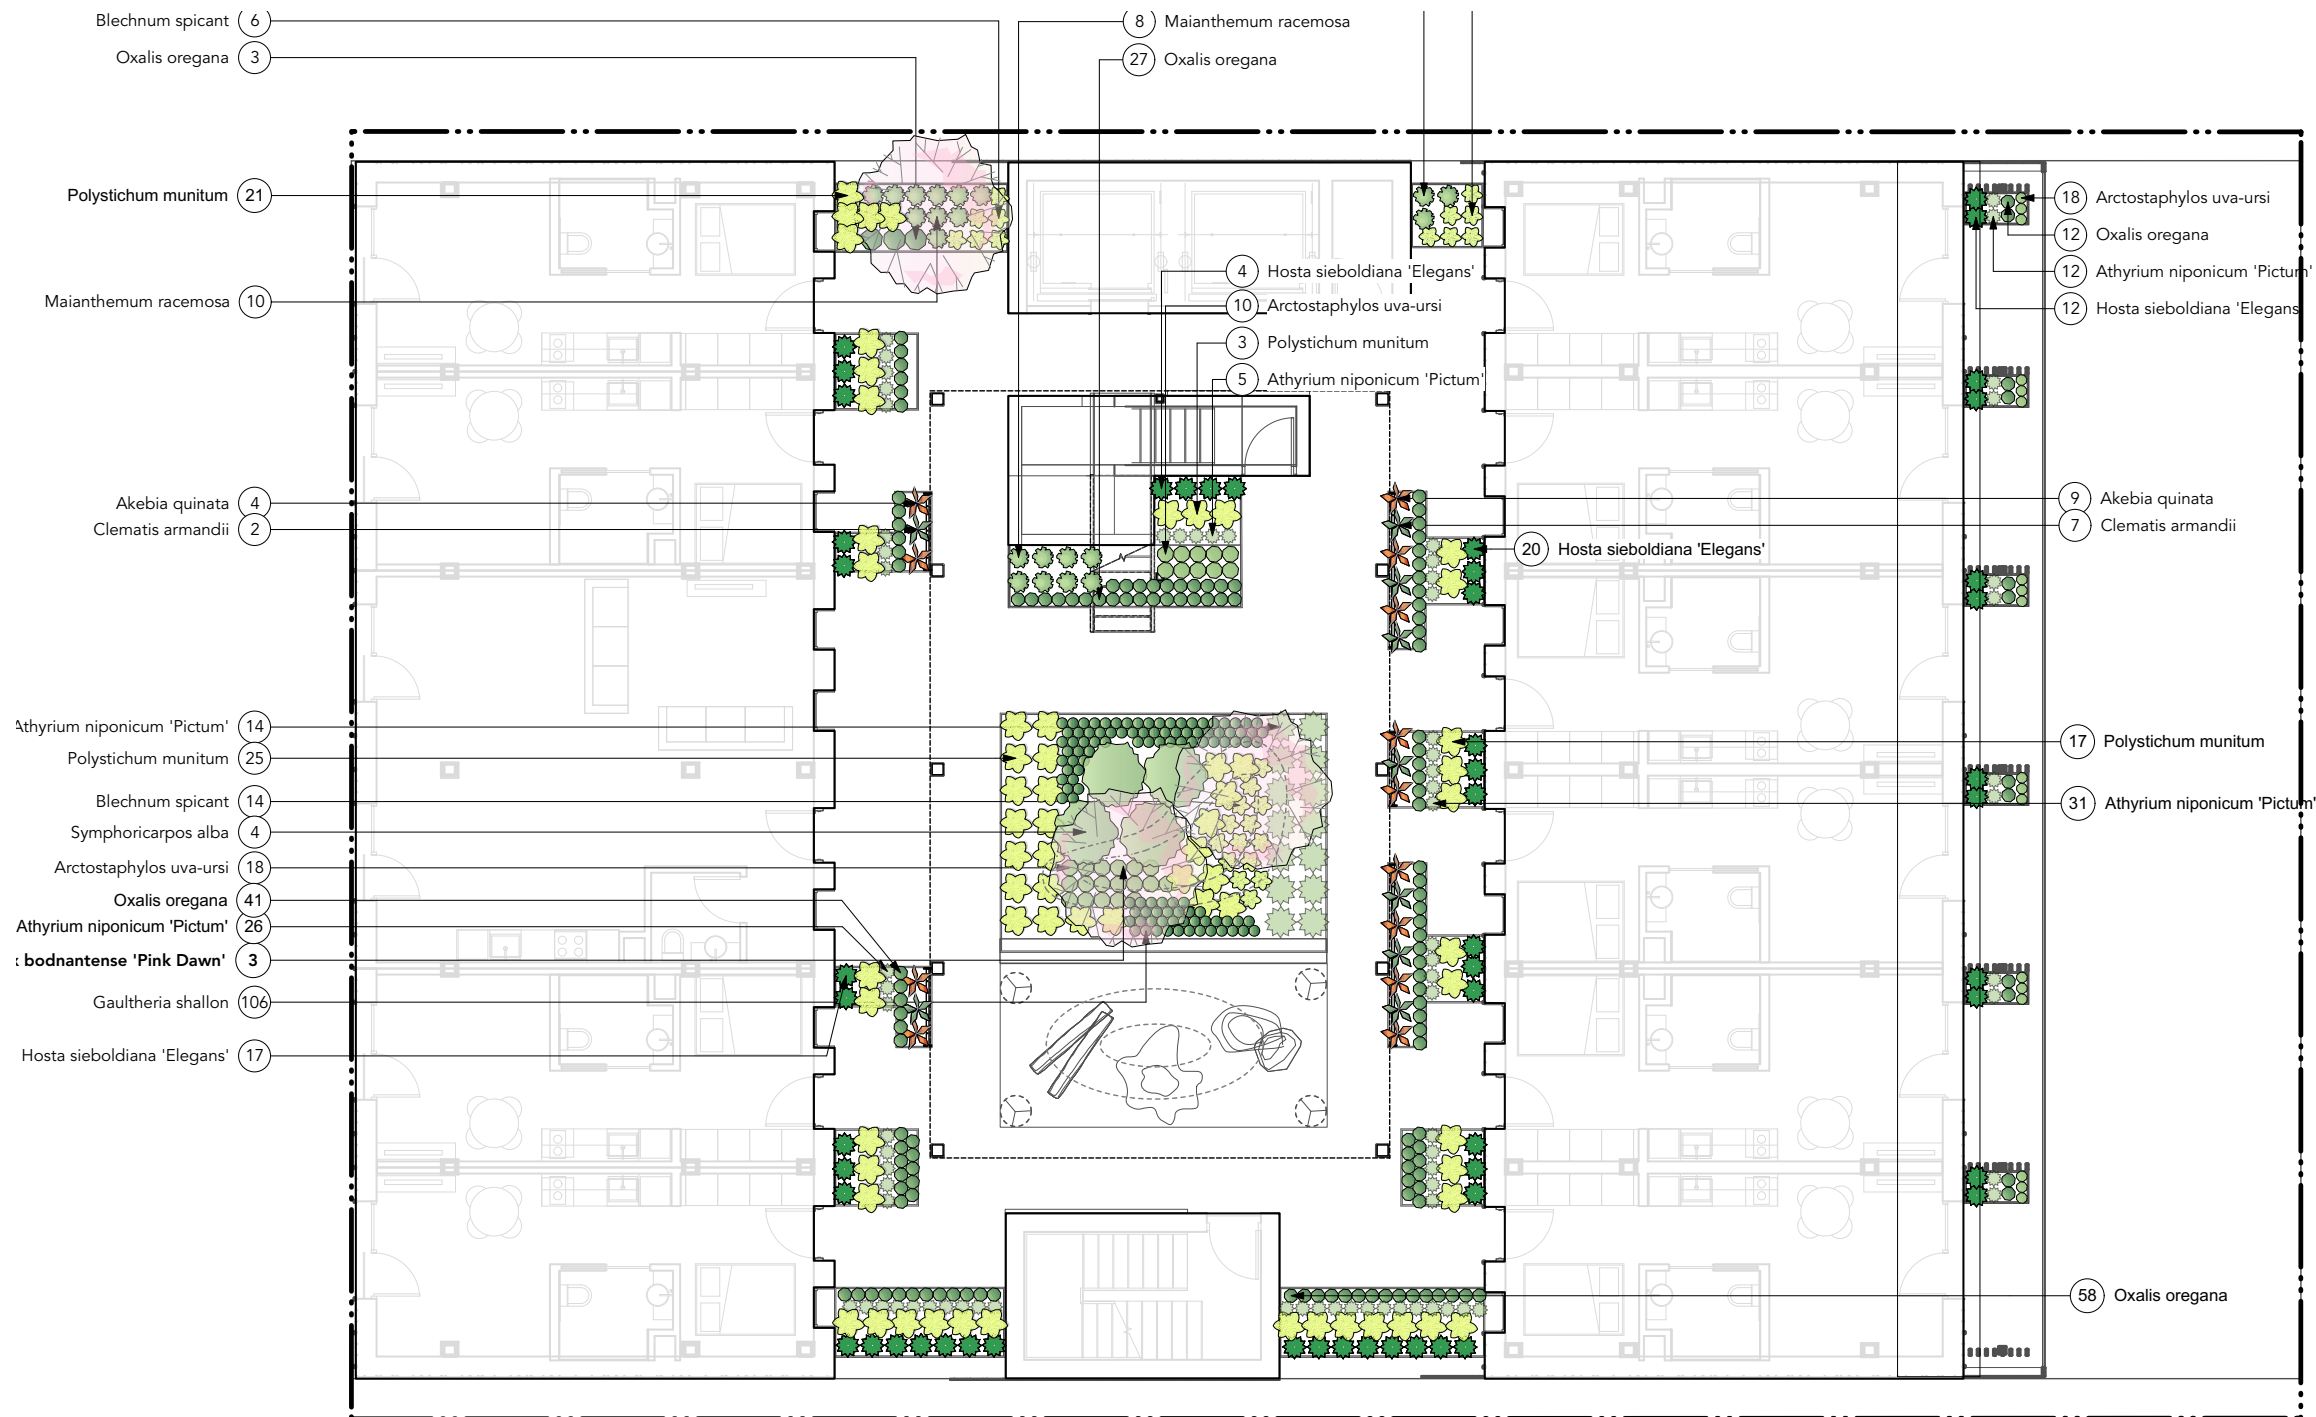 Blechnum spicant 6
8 Maianthemum racemosa
Oxalis oregana 3
27 Oxalis oregana
Polystichum munitum 21
18 Arctostaphylos uva-ursi
12 Oxalis oregana
4 Hosta sieboldiana 'Elegans'
12 Athyrium niponicum 'Pictum'
Maianthemum racemosa 10
10 Arctostaphylos uva-ursi
12 Hosta sieboldiana 'Elegans
3 Polystichum munitum
5 Athyrium niponicum 'Pictum'
Akebia quinata 4
9 Akebia quinata
Clematis armandii 2
7 Clematis armandii
20 Hosta sieboldiana 'Elegans'
Athyrium niponicum 'Pictum' 14
17 Polystichum munitum
Polystichum munitum 25
Blechnum spicant 14
31 Athyrium niponicum 'Pictum'
Symphoricarpos alba 4
Arctostaphylos uva-ursi 18
Oxalis oregana 41
Athyrium niponicum 'Pictum' 26
bodnantense 'Pink Dawn' 3
Gaultheria shallon 106
Hosta sieboldiana 'Elegans' 17
58 Oxalis oregana